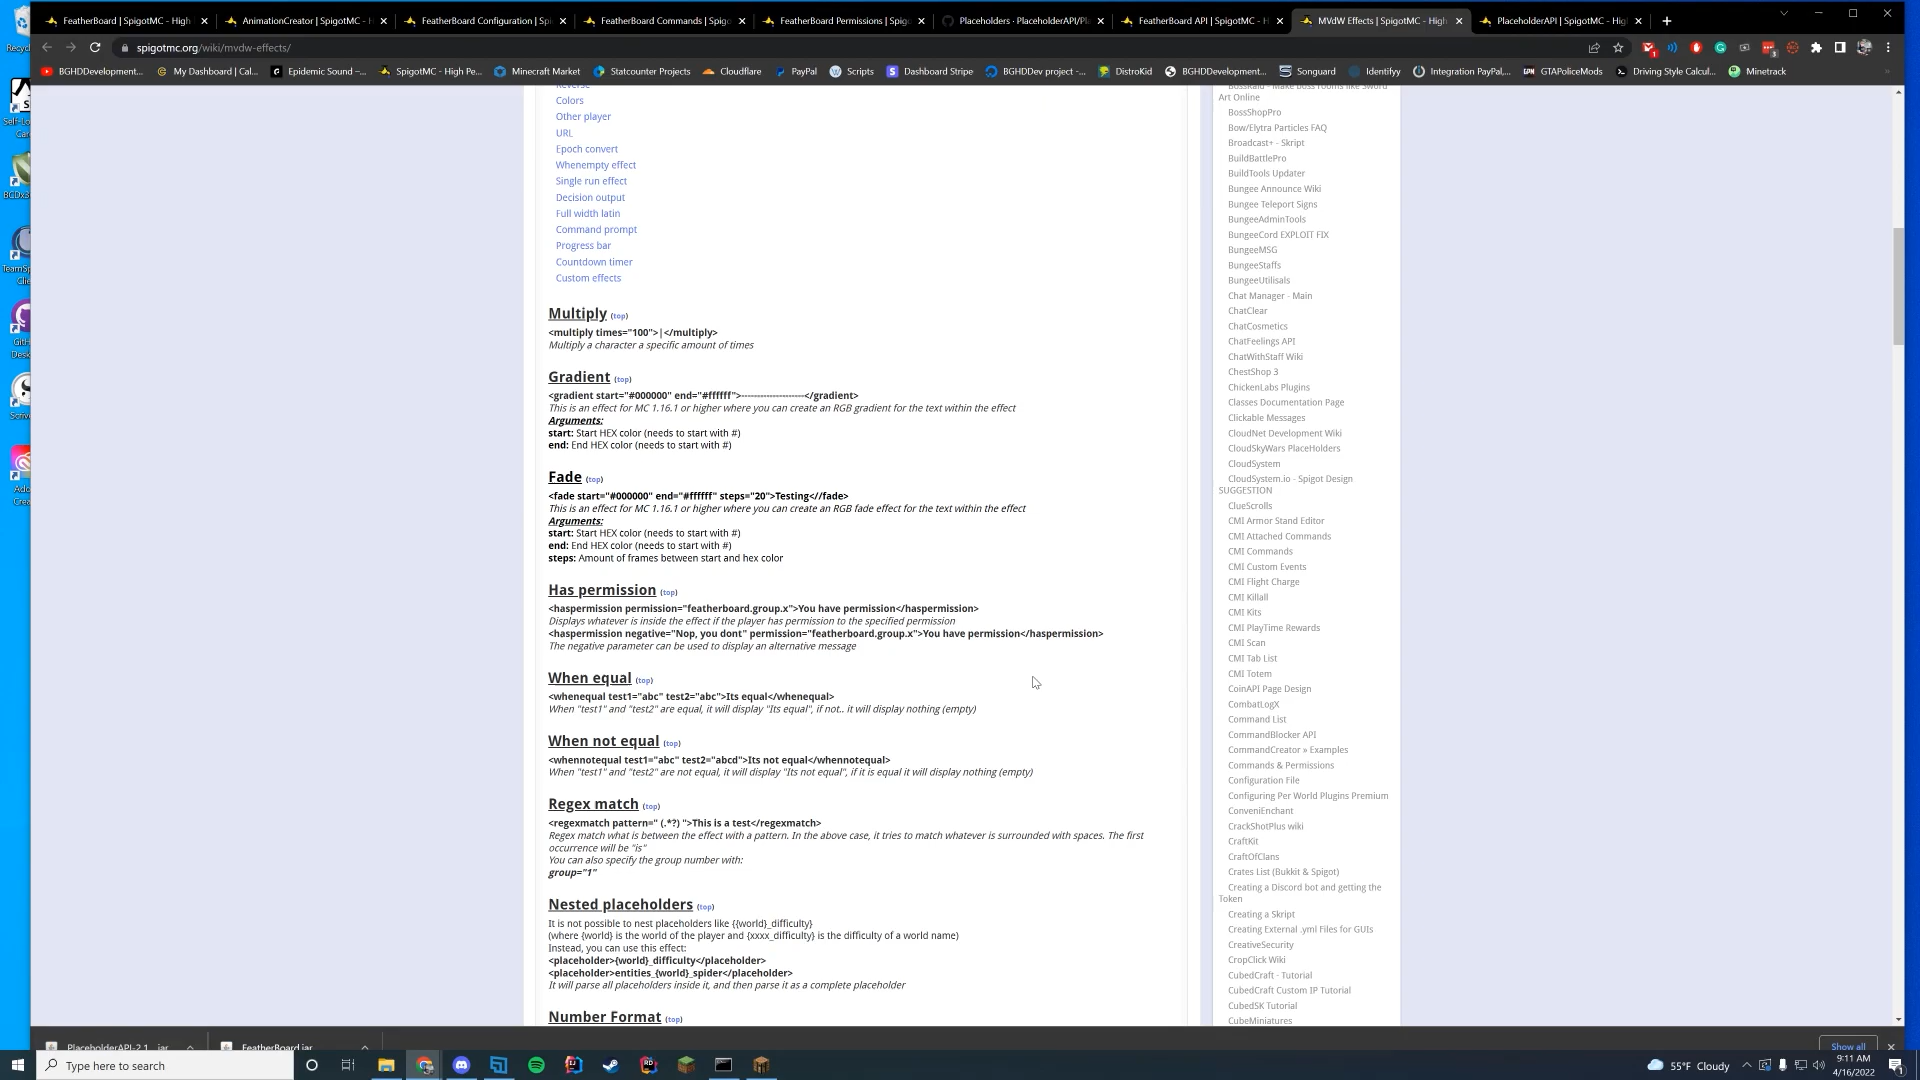 FeatherBoard | SpigotMC - High
AnimationCreator | SpigotMC - H
FeatherBoard Configuration | Spi
FeatherBoard Commands | Spigo
FeatherBoard Permissions | Spigo
Placeholders · PlaceholderAPI/Pl
FeatherBoard API | SpigotMC - H
MVdW Effects | SpigotMC - High
PlaceholderAPI | SpigotMC - Hig
spigotmc.org/wiki/mvdw-effects/
BGHDDevelopment...
My Dashboard | Cal...
Epidemic Sound –...
SpigotMC - High Pe...
Minecraft Market
Statcounter Projects
Cloudflare
PayPal
Scripts
Dashboard Stripe
BGHDDev project -...
DistroKid
BGHDDevelopment...
Songuard
Identifyy
Integration PayPal,...
GTAPoliceMods
Driving Style Calcul...
Minetrack
Reverse
Colors
Other player
URL
Epoch convert
Whenempty effect
Single run effect
Decision output
Full width latin
Command prompt
Progress bar
Countdown timer
Custom effects
Multiply (top)
<multiply times="100">|</multiply>
Multiply a character a specific amount of times
Gradient (top)
<gradient start="#000000" end="#ffffff">--------------------</gradient>
This is an effect for MC 1.16.1 or higher where you can create an RGB gradient for the text within the effect
Arguments:
start: Start HEX color (needs to start with #)
end: End HEX color (needs to start with #)
Fade (top)
<fade start="#000000" end="#ffffff" steps="20">Testing<//fade>
This is an effect for MC 1.16.1 or higher where you can create an RGB fade effect for the text within the effect
Arguments:
start: Start HEX color (needs to start with #)
end: End HEX color (needs to start with #)
steps: Amount of frames between start and hex color
Has permission (top)
<haspermission permission="featherboard.group.x">You have permission</haspermission>
Displays whatever is inside the effect if the player has permission to the specified permission
<haspermission negative="Nop, you dont" permission="featherboard.group.x">You have permission</haspermission>
The negative parameter can be used to display an alternative message
When equal (top)
<whenequal test1="abc" test2="abc">Its equal</whenequal>
When "test1" and "test2" are equal, it will display "Its equal", if not.. it will display nothing (empty)
When not equal (top)
<whennotequal test1="abc" test2="abcd">Its not equal</whennotequal>
When "test1" and "test2" are not equal, it will display "Its not equal", if it is equal it will display nothing (empty)
Regex match (top)
<regexmatch pattern=" (.*?) ">This is a test</regexmatch>
Regex match what is between the effect with a pattern. In the above case, it tries to match whatever is surrounded with spaces. The first
occurrence will be "is"
You can also specify the group number with:
group="1"
Nested placeholders (top)
It is not possible to nest placeholders like {{world}_difficulty}
(where {world} is the world of the player and {xxxx_difficulty} is the difficulty of a world name)
Instead, you can use this effect:
<placeholder>{world}_difficulty</placeholder>
<placeholder>entities_{world}_spider</placeholder>
It will parse all placeholders inside it, and then parse it as a complete placeholder
Number Format (top)
BossRaid - Make boss rooms like Sword
Art Online
BossShopPro
Bow/Elytra Particles FAQ
Broadcast+ - Skript
BuildBattlePro
BuildTools Updater
Bungee Announce Wiki
Bungee Teleport Signs
BungeeAdminTools
BungeeCord EXPLOIT FIX
BungeeMSG
BungeeStaffs
BungeeUtilisals
Chat Manager - Main
ChatClear
ChatCosmetics
ChatFeelings API
ChatWithStaff Wiki
ChestShop 3
ChickenLabs Plugins
Classes Documentation Page
Clickable Messages
CloudNet Development Wiki
CloudSkyWars PlaceHolders
CloudSystem
CloudSystem.io - Spigot Design
SUGGESTION
ClueScrolls
CMI Armor Stand Editor
CMI Attached Commands
CMI Commands
CMI Custom Events
CMI Flight Charge
CMI Killall
CMI Kits
CMI PlayTime Rewards
CMI Scan
CMI Tab List
CMI Totem
CoinAPI Page Design
CombatLogX
Command List
CommandBlocker API
CommandCreator » Examples
Commands & Permissions
Configuration File
Configuring Per World Plugins Premium
ConveniEnchant
CrackShotPlus wiki
CraftKit
CraftOfClans
Crates List (Bukkit & Spigot)
Creating a Discord bot and getting the
Token
Creating a Skript
Creating External .yml Files for GUIs
CreativeSecurity
CropClick Wiki
CubedCraft - Tutorial
CubedCraft Custom IP Tutorial
CubedSK Tutorial
CubeMiniatures
PlaceholderAPI-2.1....jar
FeatherBoard.jar
Show all
Type here to search
55°F Cloudy
9:11 AM
4/16/2022